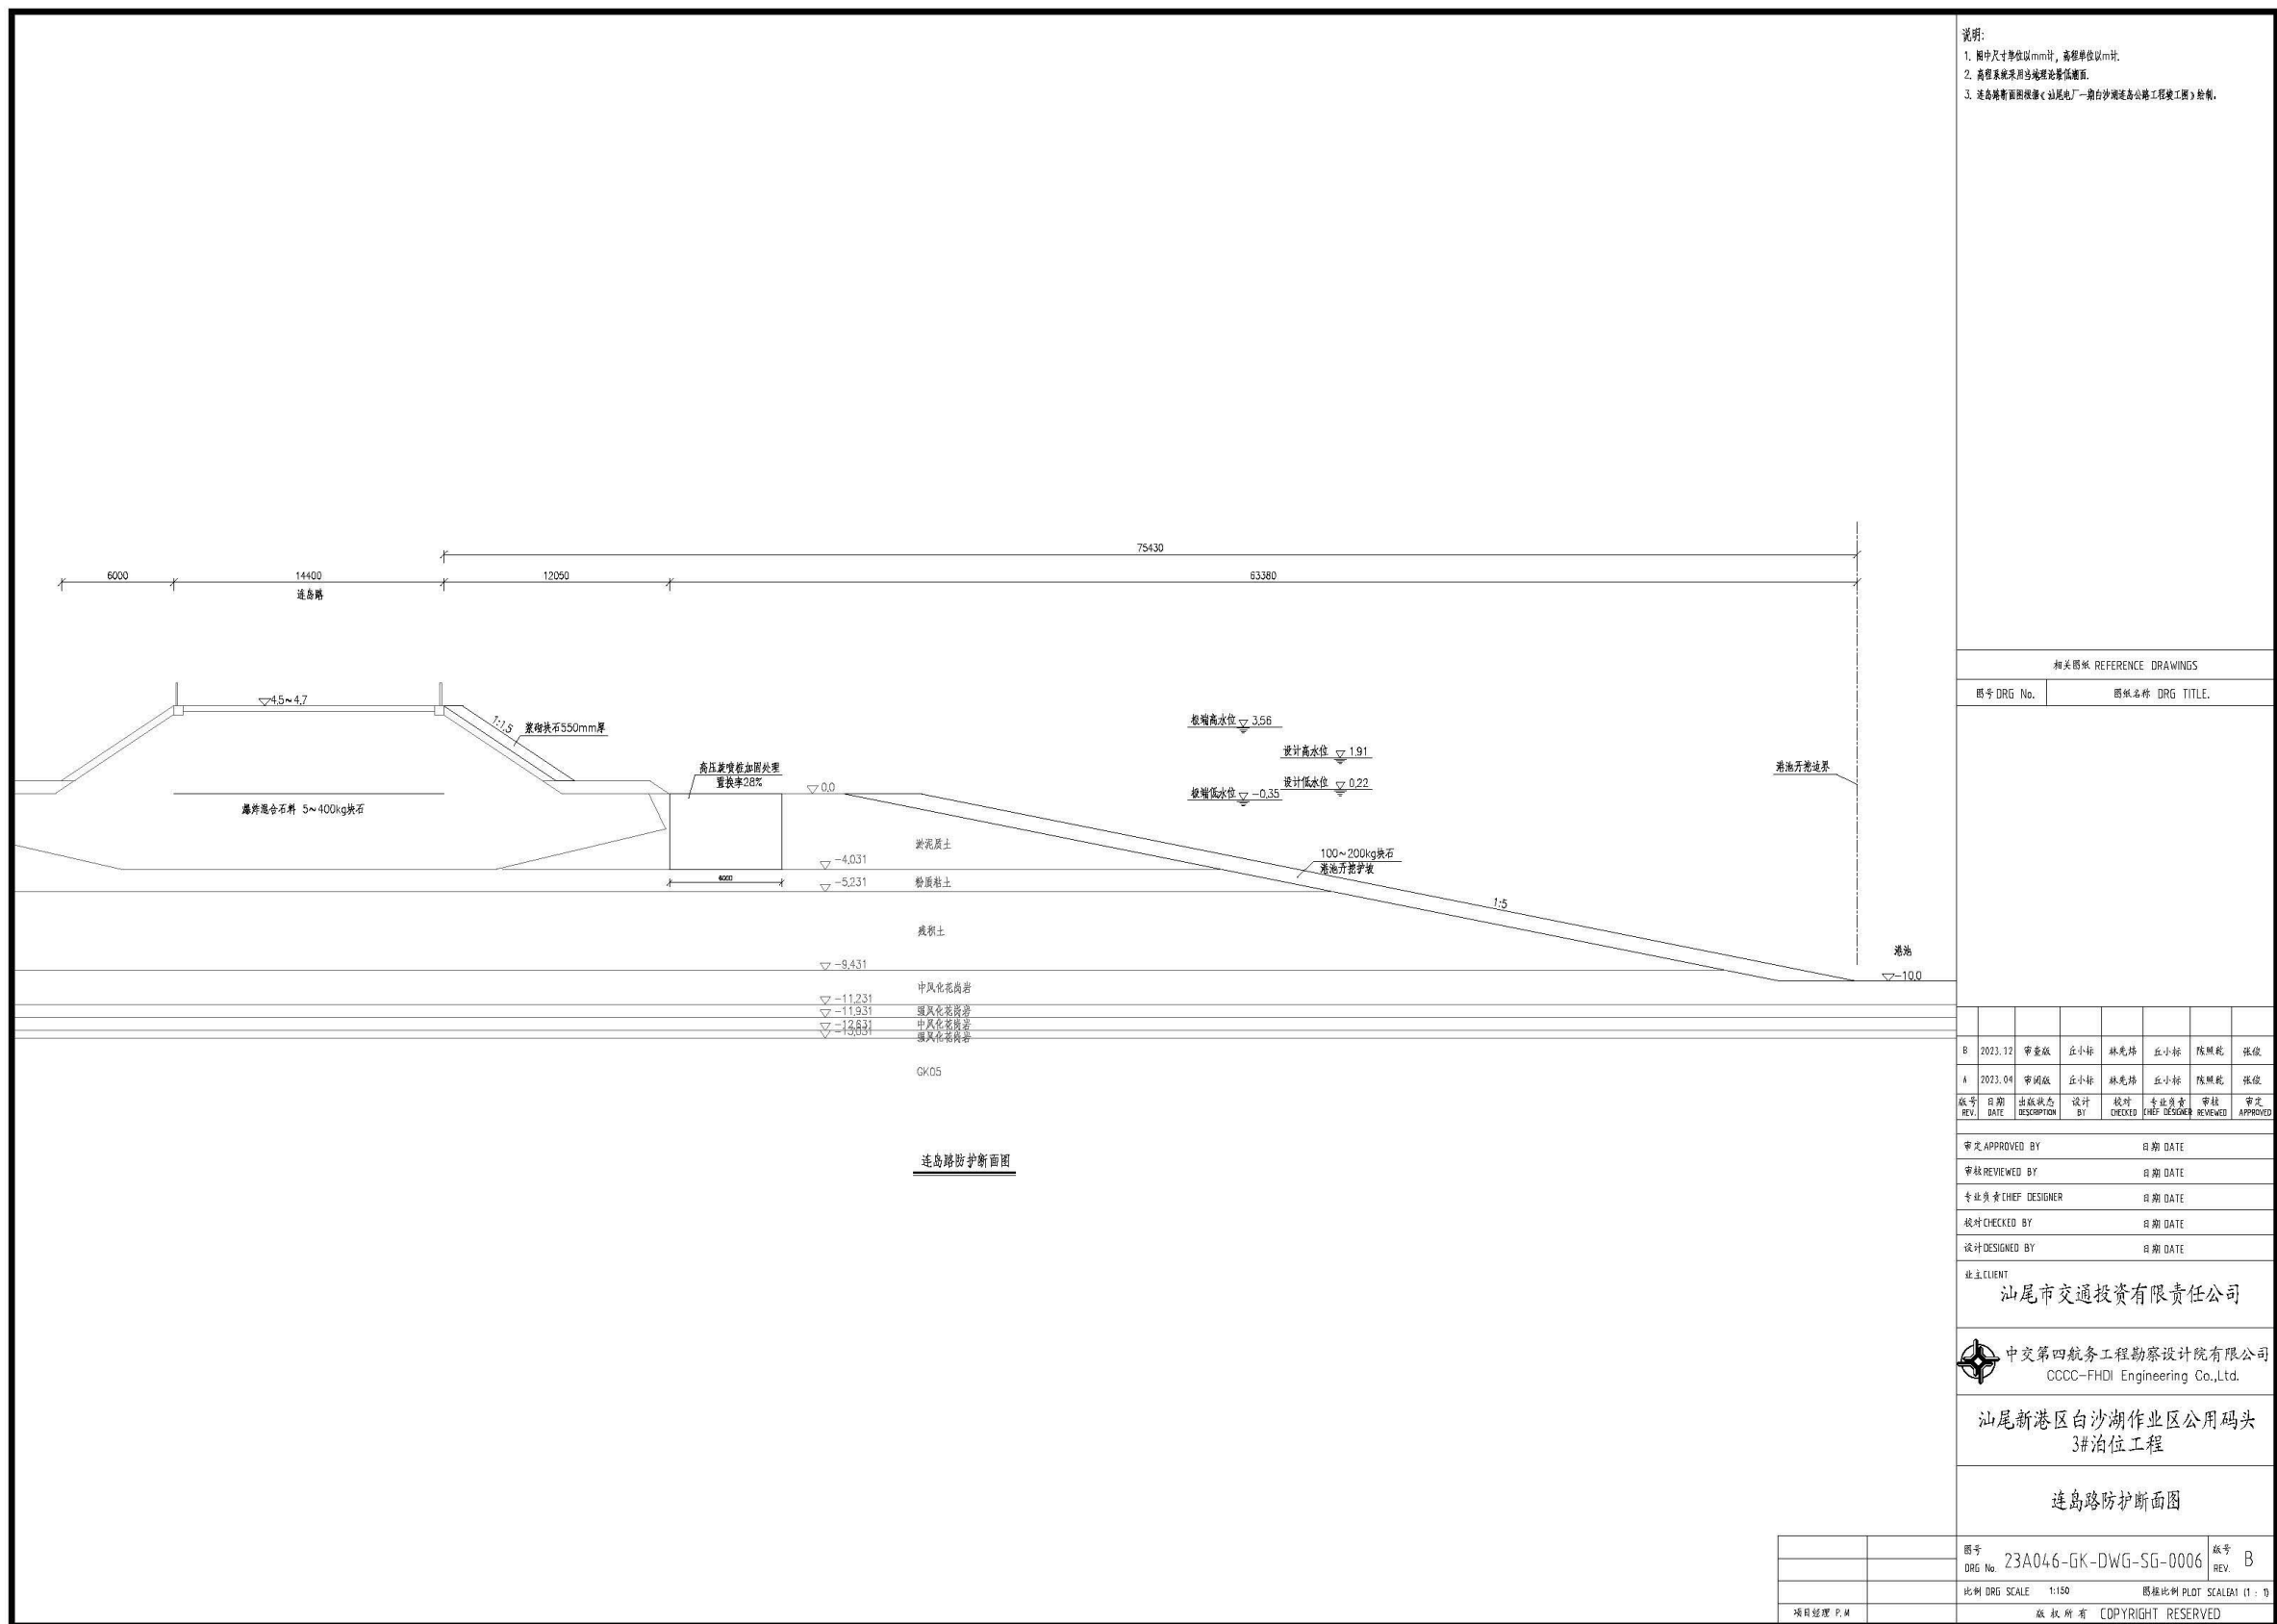 说明:
1. 图中尺寸单位以mm计，高程单位以m计.
2. 高程系统采用当地理论最低潮面.
3. 连岛路断面图根据《汕尾电厂一期白沙湖连岛公路工程竣工图》绘制.
75430
6000
14400
12050
63380
连岛路
4.5~4.7
1:1.5
浆砌块石550mm厚
高压旋喷桩加固处理
置换率28%
0.0
极端高水位 3.56
设计高水位 1.91
设计低水位 0.22
极端低水位 -0.35
港池开挖边界
爆炸混合石料 5~400kg块石
淤泥质土
-4.031
6000
-5.231
粉质粘土
100~200kg块石
港池开挖护坡
1:5
残积土
-9.431
港池
-10.0
中风化花岗岩
-11.231
-11.931
强风化花岗岩
-12.631
中风化花岗岩
强风化花岗岩
GK05
连岛路防护断面图
相关图纸 REFERENCE DRAWINGS
图号 DRG No. 图纸名称 DRG TITLE.
B 2023.12 审查版 丘小标 林先炜 丘小标 陈照乾 张俊
A 2023.04 审阅版 丘小标 林先炜 丘小标 陈照乾 张俊
版号 日期 出版状态 设计 校对 专业负责 审核 审定
REV. DATE DESCRIPTION BY CHECKED CHIEF DESIGNER REVIEWED APPROVED
审定 APPROVED BY 日期 DATE
审核 REVIEWED BY 日期 DATE
专业负责 CHIEF DESIGNER 日期 DATE
校对 CHECKED BY 日期 DATE
设计 DESIGNED BY 日期 DATE
业主 CLIENT
汕尾市交通投资有限责任公司
中交第四航务工程勘察设计院有限公司
CCCC-FHDI Engineering Co.,Ltd.
汕尾新港区白沙湖作业区公用码头
3#泊位工程
连岛路防护断面图
图号
DRG No. 23A046-GK-DWG-SG-0006
版号
REV. B
比例 DRG SCALE 1:150 图框比例 PLOT SCALEA1 (1 : 1)
项目经理 P.M
版权所有 COPYRIGHT RESERVED